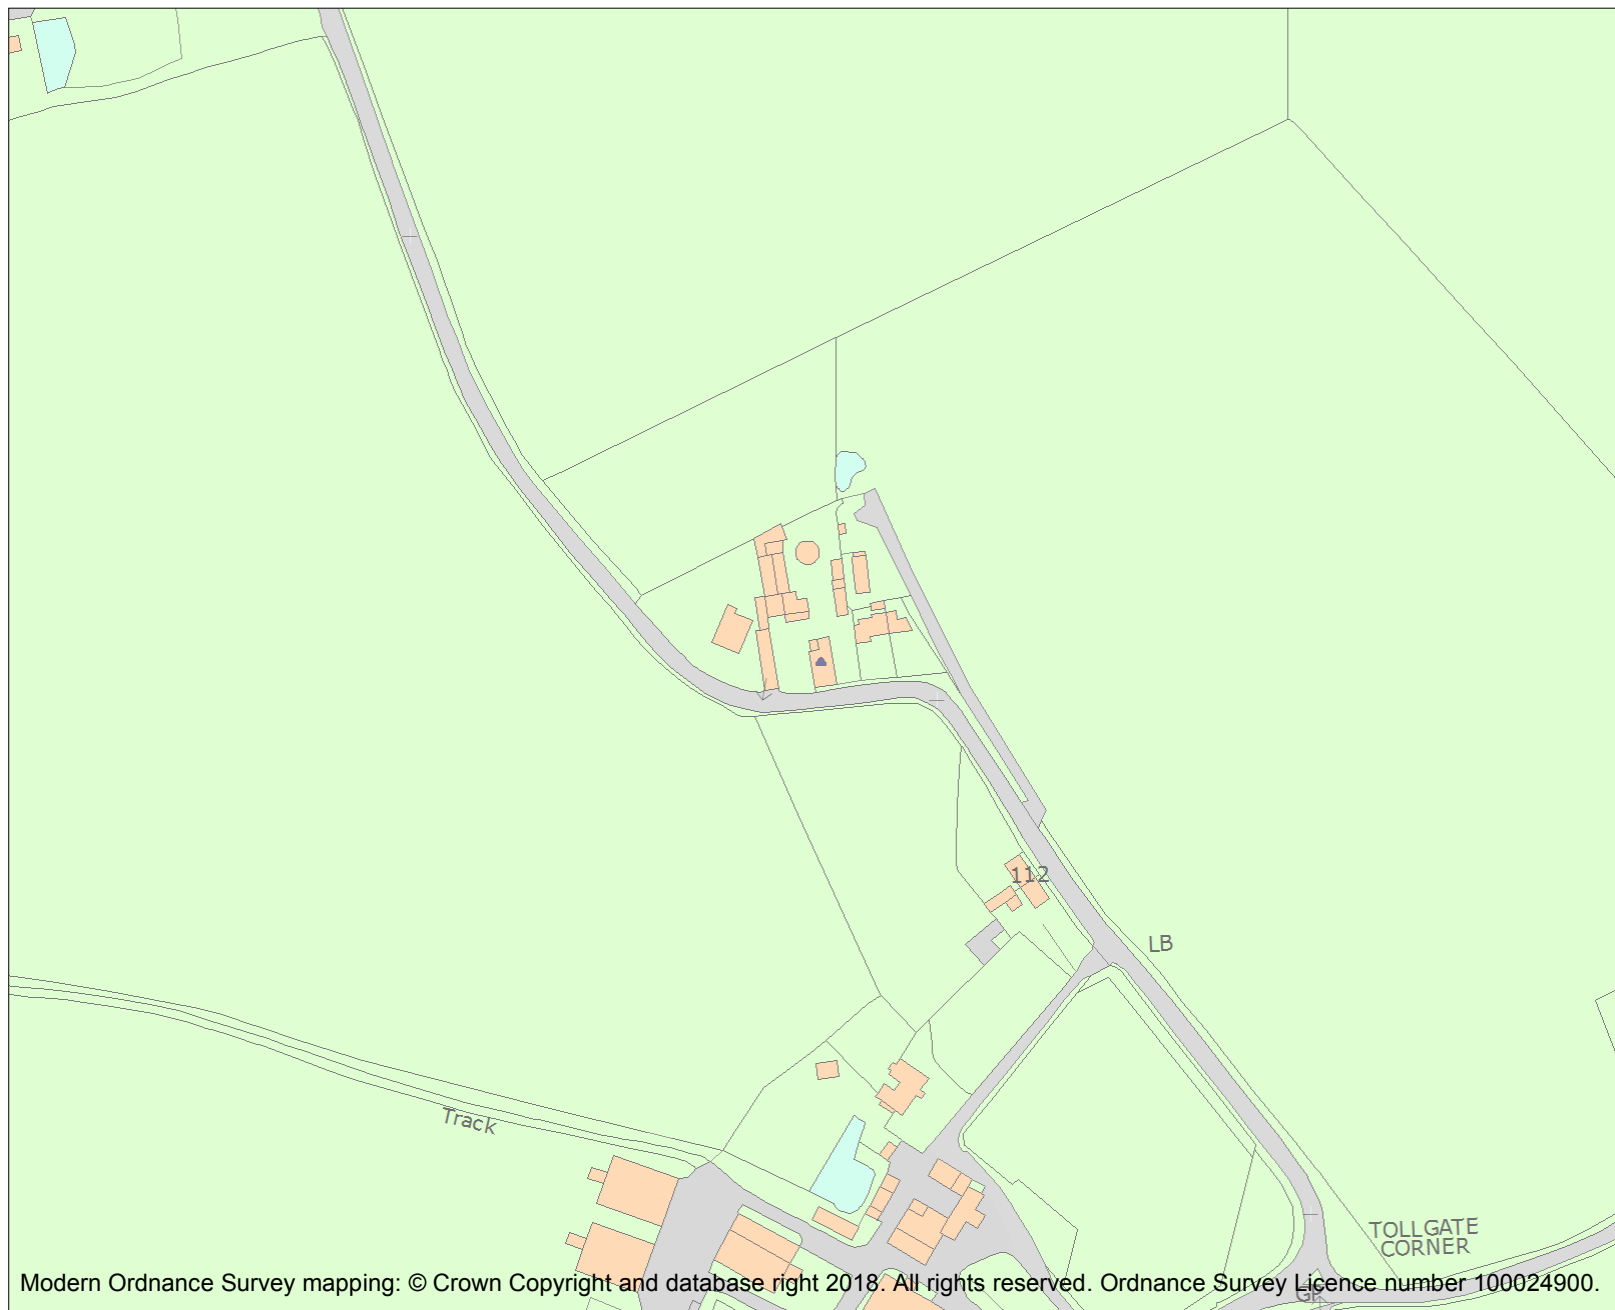 112
LB
Track
TOLLGATE
CORNER
Modern Ordnance Survey mapping: © Crown Copyright and database right 2018. All rights reserved. Ordnance Survey Licence number 100024900.